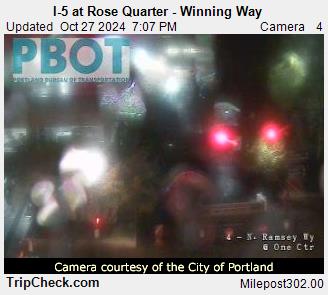 I-5 at Rose Quarter - Winning Way
Updated Oct 27 2024 7:07 PM Camera 4
PBOT
PORTLAND BUREAU OF TRANSPORTATION
4 - N. Ramsey Wy
@ One Ctr
Camera courtesy of the City of Portland
TripCheck.com Milepost302.00